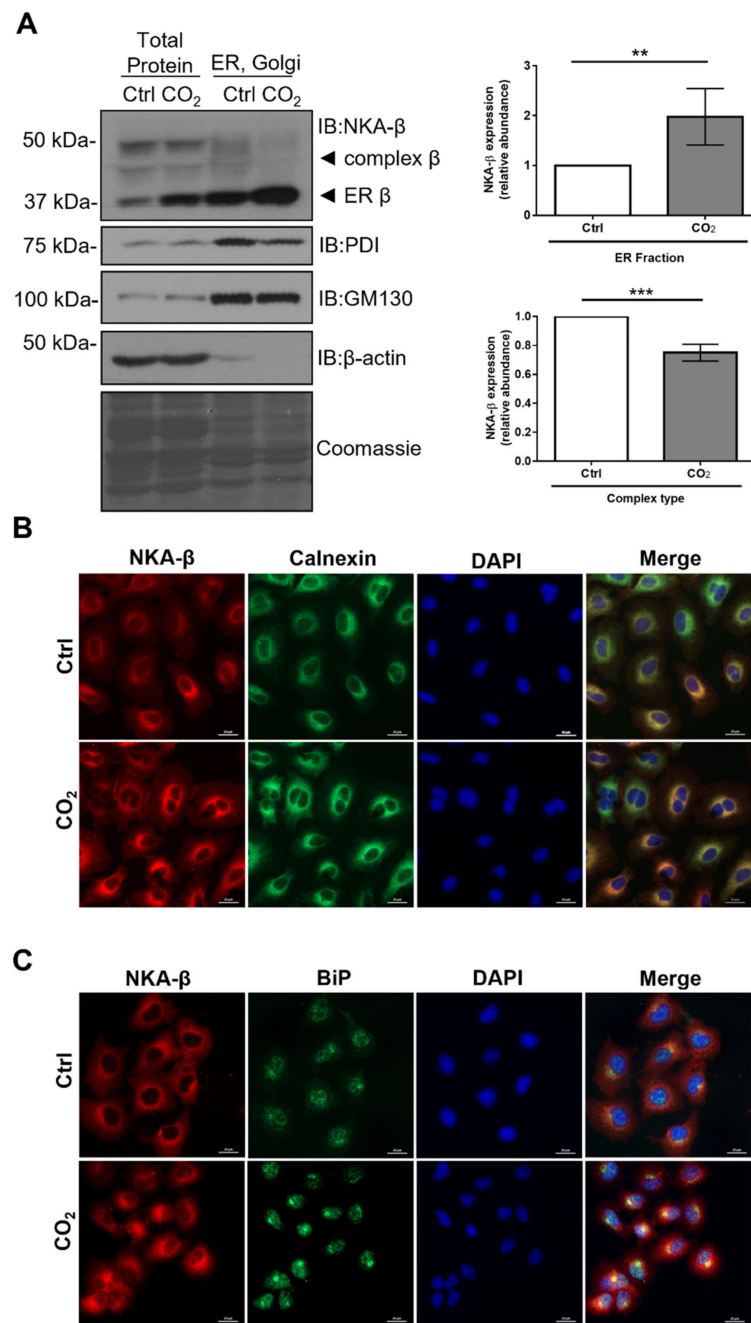 A
Total
Protein
ER, Golgi
Ctrl CO₂ Ctrl CO₂
50 kDa-
37 kDa-
IB:NKA-β
◄ complex β
◄ ER β
75 kDa-
IB:PDI
100 kDa-
IB:GM130
50 kDa-
IB:β-actin
Coomassie
NKA-β expression
(relative abundance)
3
2
1
0
**
Ctrl
CO₂
ER Fraction
NKA-β expression
(relative abundance)
1.0
0.8
0.6
0.4
0.2
0.0
***
Ctrl
CO₂
Complex type
B
NKA-β Calnexin DAPI Merge
Ctrl
CO₂
C
NKA-β BiP DAPI Merge
Ctrl
CO₂